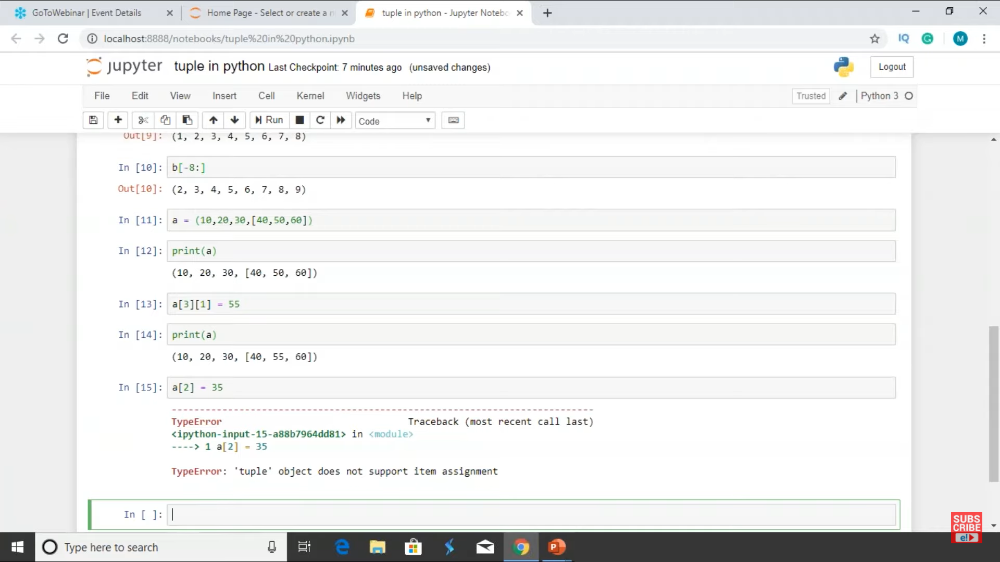 GoToWebinar | Event Details
Home Page - Select or create a n
tuple in python - Jupyter Notebo
localhost:8888/notebooks/tuple%20in%20python.ipynb
IQ
G
M
jupyter tuple in python Last Checkpoint: 7 minutes ago (unsaved changes)
Logout
File Edit View Insert Cell Kernel Widgets Help
Trusted
Python 3
Run
Code
Out[9]: (1, 2, 3, 4, 5, 6, 7, 8)
In [10]: b[-8:]
Out[10]: (2, 3, 4, 5, 6, 7, 8, 9)
In [11]: a = (10,20,30,[40,50,60])
In [12]: print(a)
(10, 20, 30, [40, 50, 60])
In [13]: a[3][1] = 55
In [14]: print(a)
(10, 20, 30, [40, 55, 60])
In [15]: a[2] = 35
---------------------------------------------------------------------------
TypeError                                 Traceback (most recent call last)
<ipython-input-15-a88b7964dd81> in <module>
----> 1 a[2] = 35
TypeError: 'tuple' object does not support item assignment
In [ ]:
SUBS
CRIBE
e!
Type here to search
P